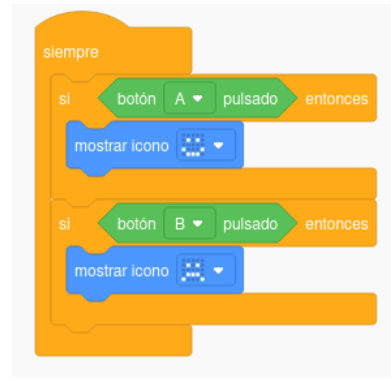 siempre
si botón A pulsado entonces
mostrar icono
si botón B pulsado entonces
mostrar icono